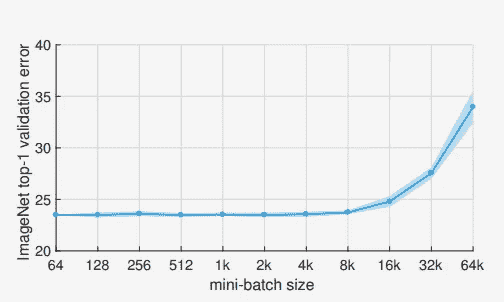 40
35
30
25
20
ImageNet top-1 validation error
64 128 256 512 1k 2k 4k 8k 16k 32k 64k
mini-batch size